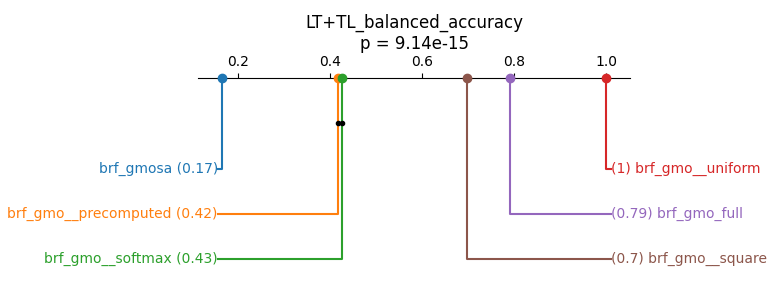 LT+TL_balanced_accuracy
p = 9.14e-15
0.2 0.4 0.6 0.8 1.0
brf_gmosa (0.17) (1) brf_gmo__uniform
brf_gmo__precomputed (0.42) (0.79) brf_gmo_full
brf_gmo__softmax (0.43) (0.7) brf_gmo__square